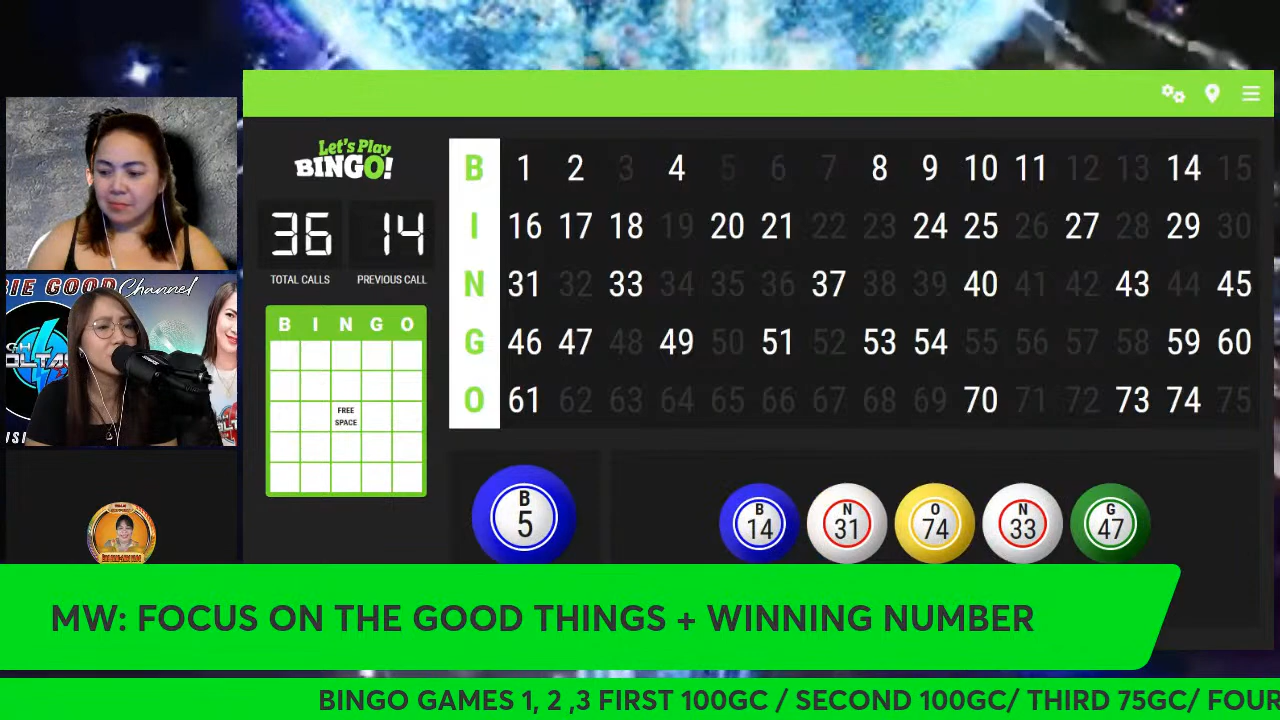 Let's Play
BINGO!
36 14
TOTAL CALLS PREVIOUS CALL
B I N G O
FREE
SPACE
B 1 2 3 4 5 6 7 8 9 10 11 12 13 14 15
I 16 17 18 19 20 21 22 23 24 25 26 27 28 29 30
N 31 32 33 34 35 36 37 38 39 40 41 42 43 44 45
G 46 47 48 49 50 51 52 53 54 55 56 57 58 59 60
O 61 62 63 64 65 66 67 68 69 70 71 72 73 74 75
IE GOOD Channel
B 5
B 14
N 31
O 74
N 33
G 47
MW: FOCUS ON THE GOOD THINGS + WINNING NUMBER
BINGO GAMES 1, 2 ,3 FIRST 100GC / SECOND 100GC/ THIRD 75GC/ FOUR